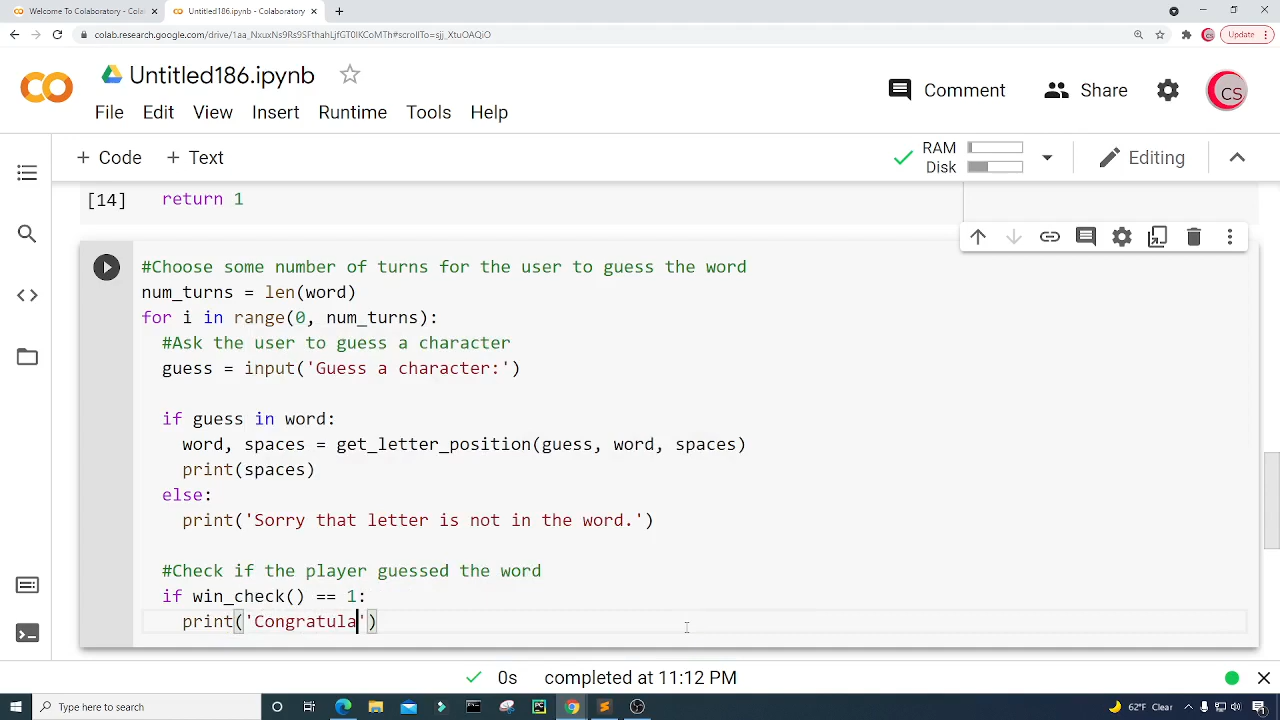 Welcome To Colaboratory - Colab
Untitled186.ipynb - Colaboratory
colab.research.google.com/drive/
Update
Untitled186.ipynb
Comment
Share
CS
File Edit View Insert Runtime Tools Help
+ Code + Text
RAM
Disk
Editing
[14] return 1
#Choose some number of turns for the user to guess the word
num_turns = len(word)
for i in range(0, num_turns):
#Ask the user to guess a character
guess = input('Guess a character:')
if guess in word:
word, spaces = get_letter_position(guess, word, spaces)
print(spaces)
else:
print('Sorry that letter is not in the word.')
#Check if the player guessed the word
if win_check() == 1:
print('Congratula')
0s completed at 11:12 PM
Type here to search
62°F Clear